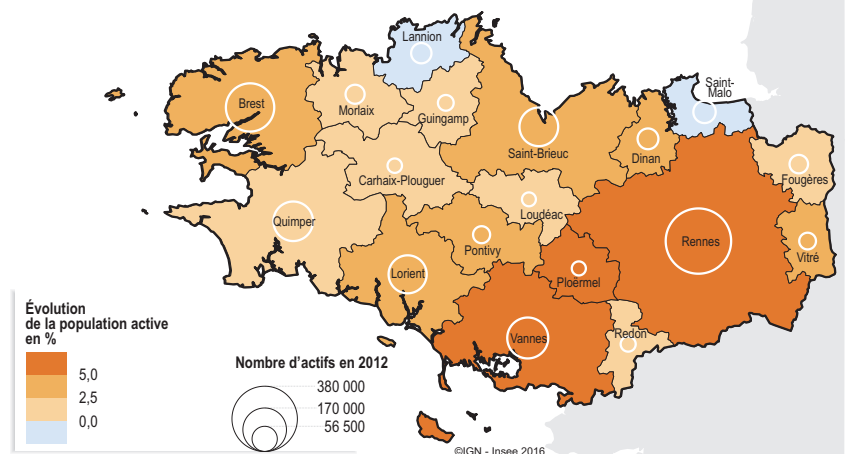 Lannion
Saint-
Malo
Brest
Morlaix
Guingamp
Saint-Brieuc
Dinan
Fougères
Carhaix-Plouguer
Loudéac
Quimper
Pontivy
Rennes
Vitré
Lorient
Ploërmel
Vannes
Redon
Évolution
de la population active
en %
5,0
2,5
0,0
Nombre d'actifs en 2012
380 000
170 000
56 500
©IGN - Insee 2016